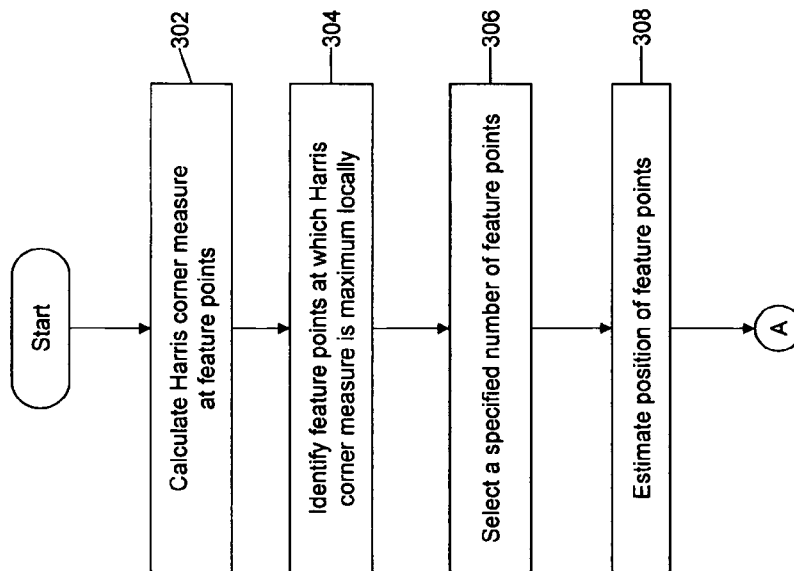 Start
Calculate Harris corner measure
at feature points
302
Identify feature points at which Harris
corner measure is maximum locally
304
Select a specified number of feature points
306
Estimate position of feature points
308
A